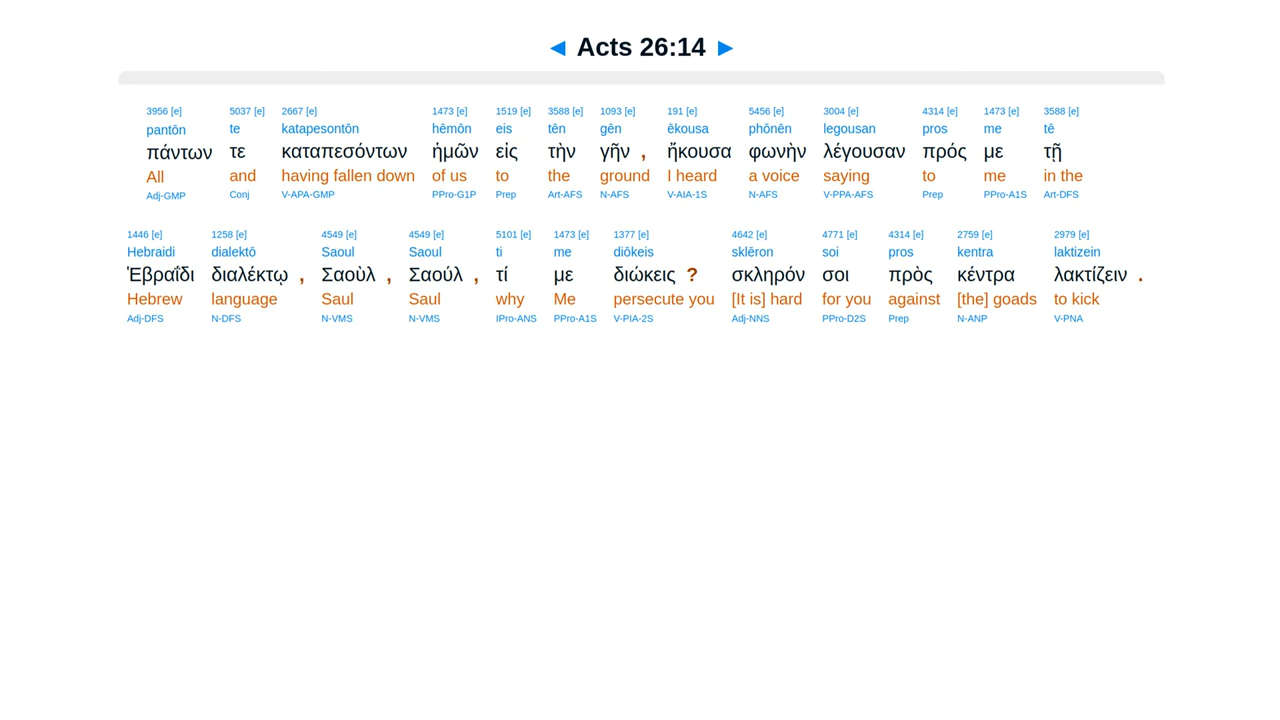 ◄ Acts 26:14 ►
3956 [e] 5037 [e] 2667 [e] 1473 [e] 1519 [e] 3588 [e] 1093 [e] 191 [e] 5456 [e] 3004 [e] 4314 [e] 1473 [e] 3588 [e]
pantōn te katapesontōn hēmōn eis tēn gēn ēkousa phōnēn legousan pros me tē
πάντων τε καταπεσόντων ἡμῶν εἰς τὴν γῆν , ἤκουσα φωνὴν λέγουσαν πρός με τῇ
All and having fallen down of us to the ground I heard a voice saying to me in the
Adj-GMP Conj V-APA-GMP PPro-G1P Prep Art-AFS N-AFS V-AIA-1S N-AFS V-PPA-AFS Prep PPro-A1S Art-DFS
1446 [e] 1258 [e] 4549 [e] 4549 [e] 5101 [e] 1473 [e] 1377 [e] 4642 [e] 4771 [e] 4314 [e] 2759 [e] 2979 [e]
Hebraidi dialektō Saoul Saoul ti me diōkeis sklēron soi pros kentra laktizein
Ἑβραΐδι διαλέκτῳ , Σαοὺλ , Σαούλ , τί με διώκεις ? σκληρόν σοι πρὸς κέντρα λακτίζειν .
Hebrew language Saul Saul why Me persecute you [It is] hard for you against [the] goads to kick
Adj-DFS N-DFS N-VMS N-VMS IPro-ANS PPro-A1S V-PIA-2S Adj-NNS PPro-D2S Prep N-ANP V-PNA